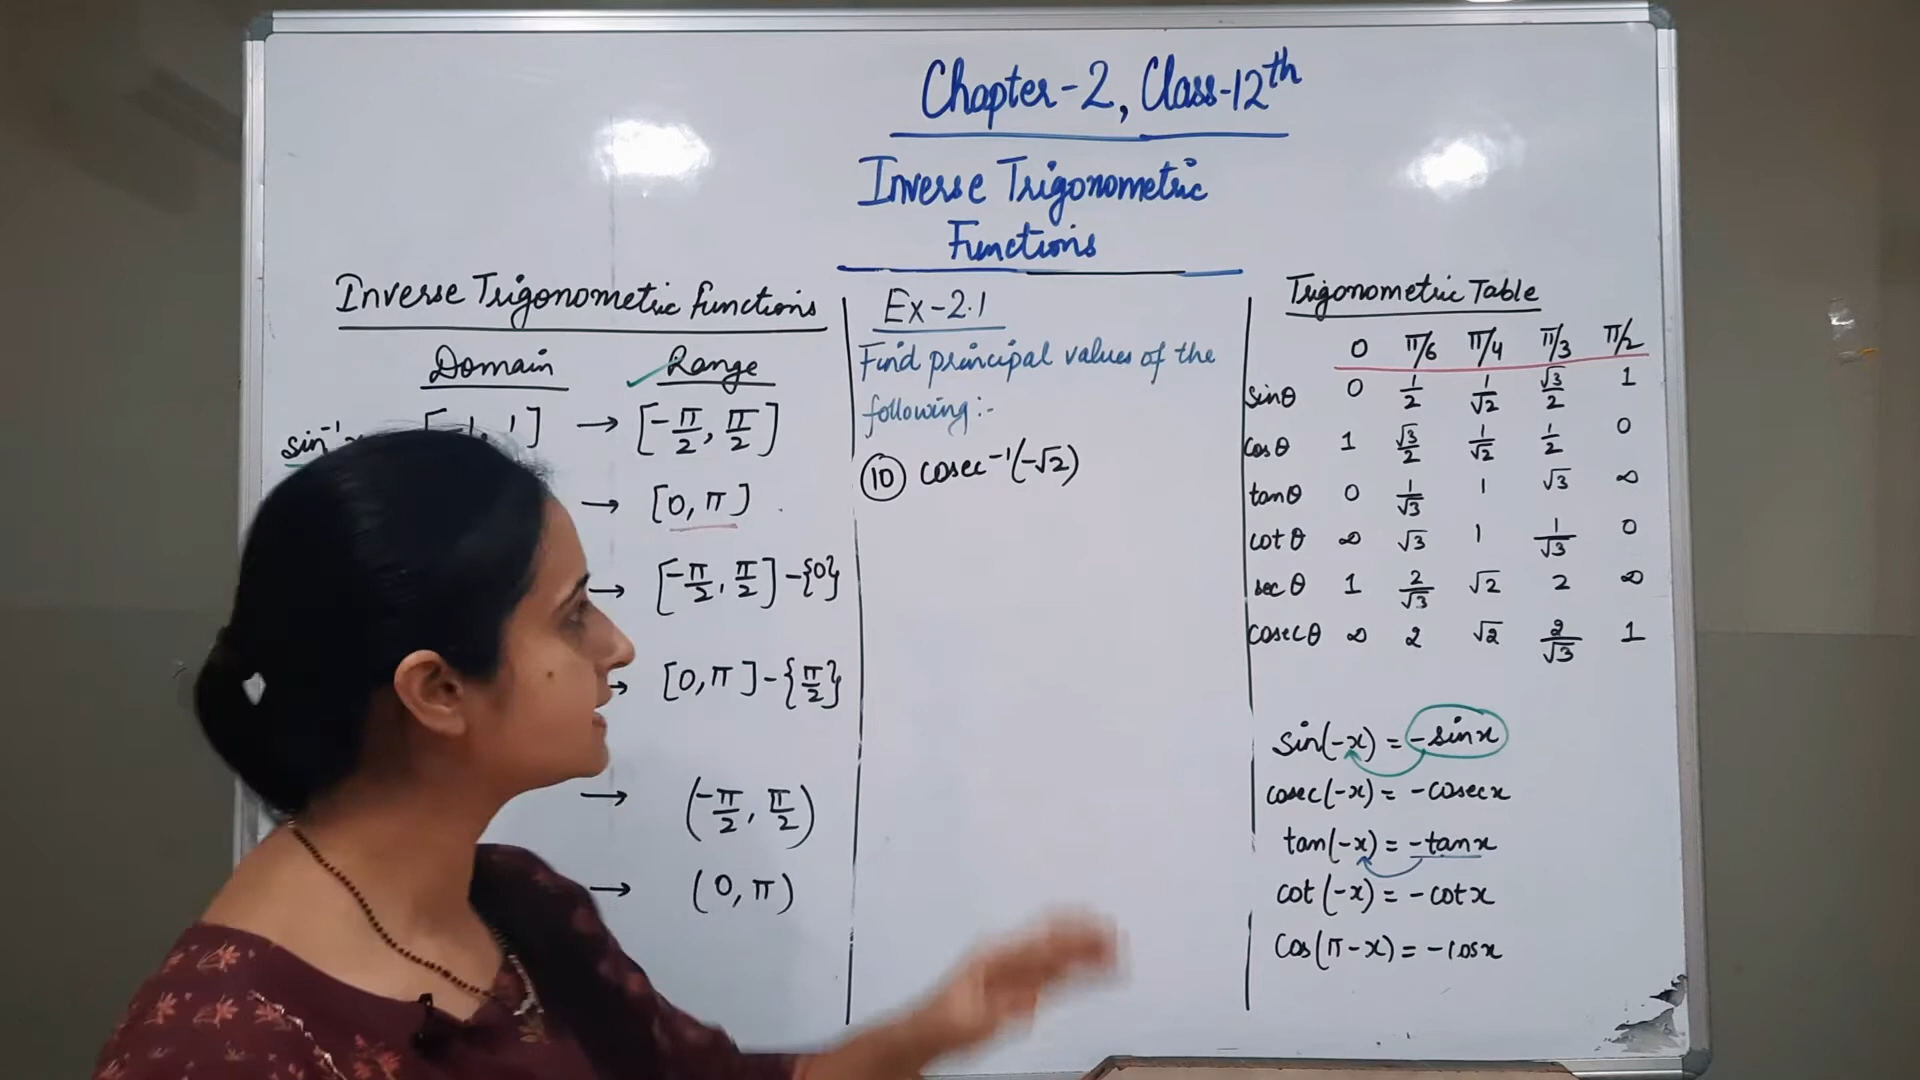 Chapter-2, Class-12th
Inverse Trigonometric
Functions
Inverse Trigonometric functions
Domain ✓ Range
sin⁻¹ 1] → [-π/2, π/2]
→ [0, π]
→ [-π/2, π/2]-{0}
→ [0, π]-{π/2}
→ (-π/2, π/2)
→ (0, π)
Ex-2.1
Find principal values of the
following:-
(10) cosec⁻¹(-√2)
Trigonometric Table
0 π/6 π/4 π/3 π/2
sinθ 0 1/2 1/√2 √3/2 1
cosθ 1 √3/2 1/√2 1/2 0
tanθ 0 1/√3 1 √3 ∞
cotθ ∞ √3 1 1/√3 0
secθ 1 2/√3 √2 2 ∞
cosecθ ∞ 2 √2 2/√3 1
sin(-x) = -sinx
cosec(-x) = -cosecx
tan(-x) = -tanx
cot(-x) = -cotx
cos(π-x) = -cosx